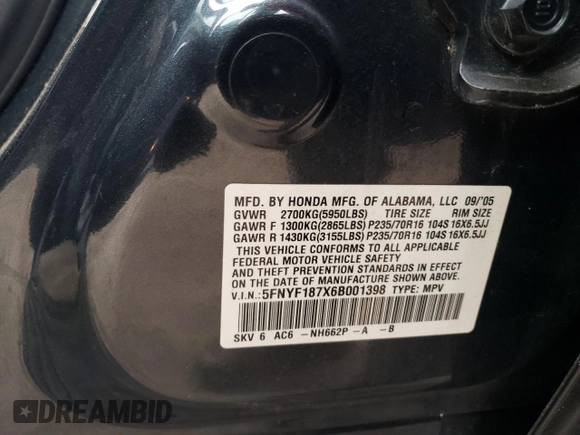 MFD. BY HONDA MFG. OF ALABAMA, LLC 09/'05
GVWR 2700KG(5950LBS) TIRE SIZE RIM SIZE
GAWR F 1300KG(2865LBS) P235/70R16 104S 16X6.5JJ
GAWR R 1430KG(3155LBS) P235/70R16 104S 16X6.5JJ
THIS VEHICLE CONFORMS TO ALL APPLICABLE
FEDERAL MOTOR VEHICLE SAFETY
AND THEFT PREVENTION STANDARDS IN EFFECT
ON THE DATE OF MANUFACTURE SHOWN ABOVE.
V.I.N.: 5FNYF187X6B001398 TYPE: MPV
SKV 6 AC6 -NH662P-A -B
DREAMBID